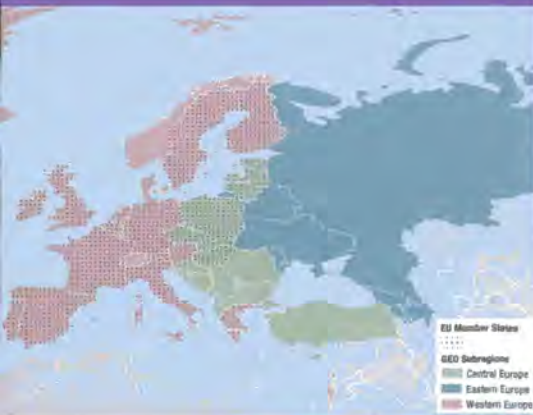 EU Member States
GEO Subregions
Central Europe
Eastern Europe
Western Europe